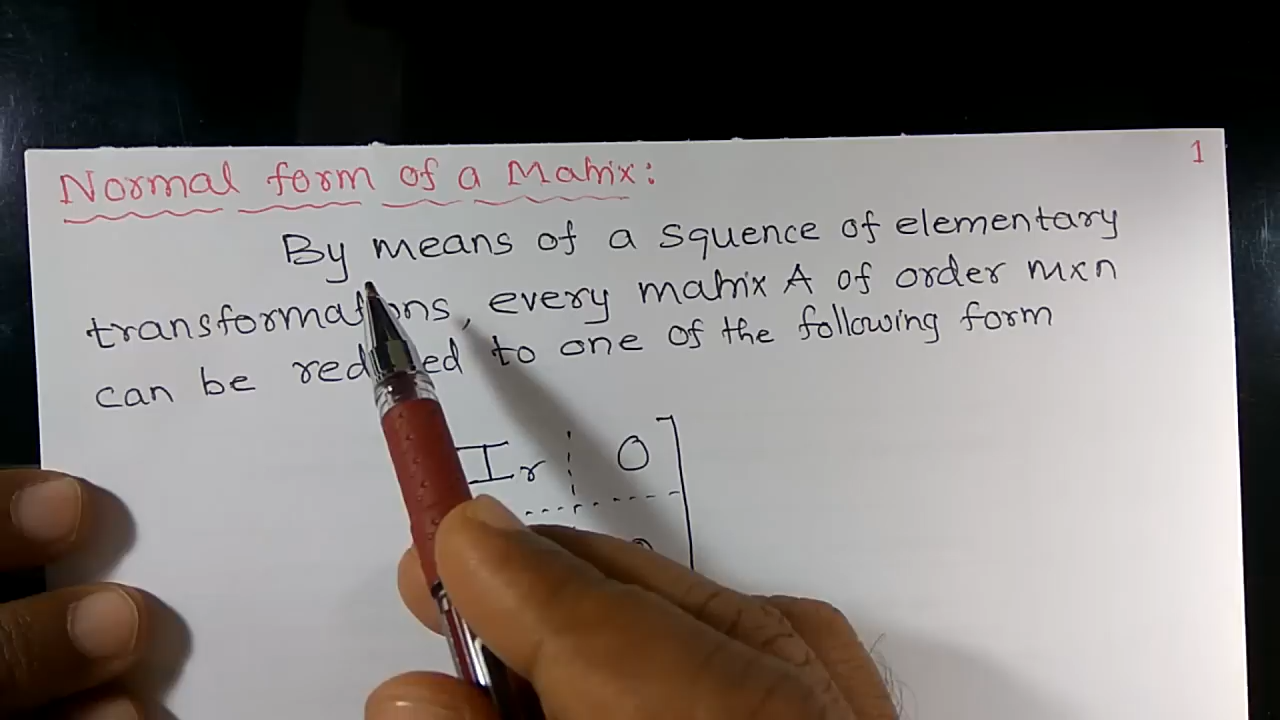 1
Normal form of a Matrix:
By means of a squence of elementary
transformations, every matrix A of order mxn
can be reduced to one of the following form
Ir 0